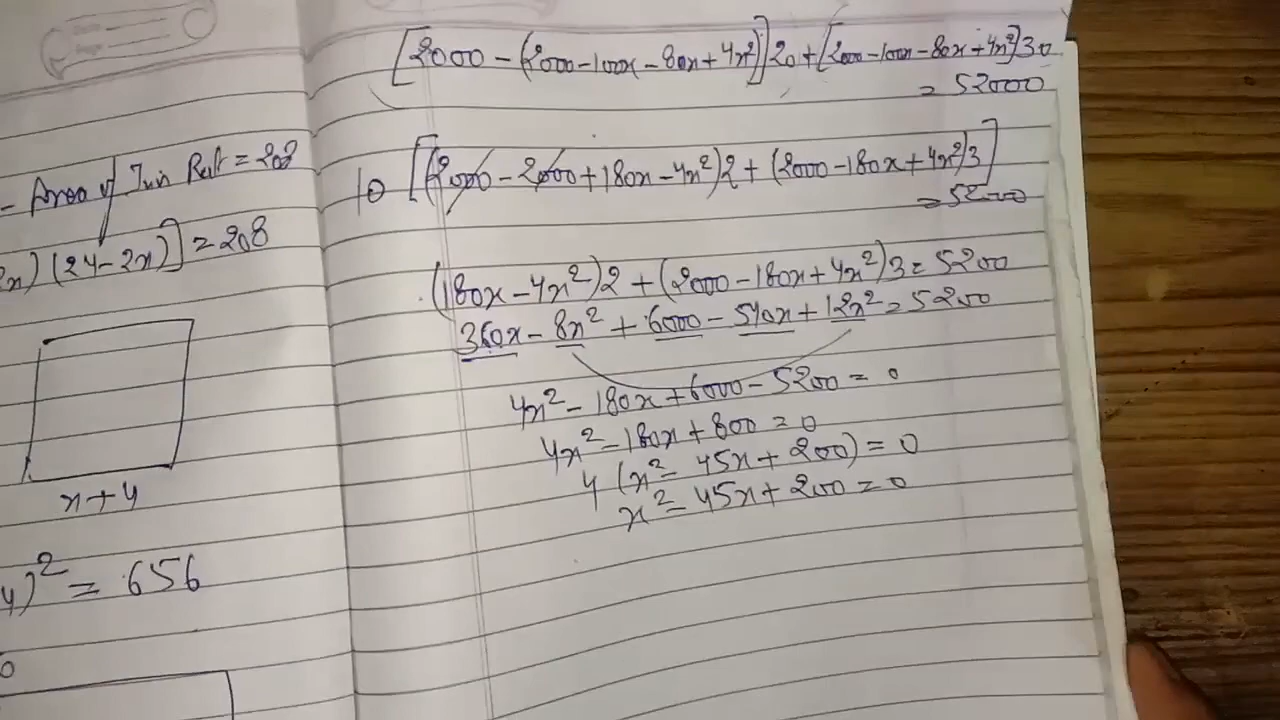 - Area of Inn Rect = 208
x) (24-2x)] = 208
x+4
4)² = 656
0
[2000 - (2000-100x - 80x + 4x²)]20 + [2000-100x - 80x + 4x²]30
= 52000
10 [(2000 - 2000 + 180x - 4x²)2 + (2000 - 180x + 4x²)3]
= 5200
(180x - 4x²)2 + (2000 - 180x + 4x²)3 = 5200
360x - 8x² + 6000 - 540x + 12x² = 5200
4x² - 180x + 6000 - 5200 = 0
4x² - 180x + 800 = 0
4 (x² - 45x + 200) = 0
x² - 45x + 200 = 0